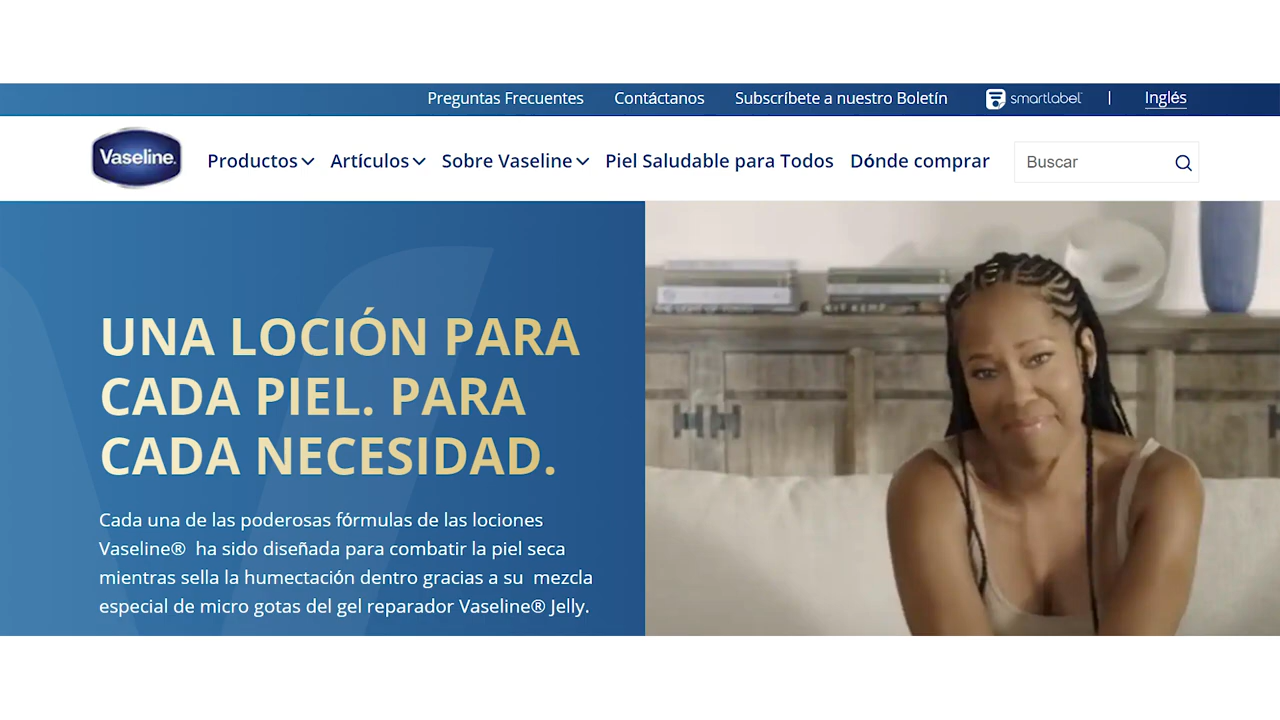 Preguntas Frecuentes Contáctanos Subscríbete a nuestro Boletín smartlabel | Inglés
Vaseline. Productos Artículos Sobre Vaseline Piel Saludable para Todos Dónde comprar Buscar
UNA LOCIÓN PARA
CADA PIEL. PARA
CADA NECESIDAD.
Cada una de las poderosas fórmulas de las lociones
Vaseline® ha sido diseñada para combatir la piel seca
mientras sella la humectación dentro gracias a su mezcla
especial de micro gotas del gel reparador Vaseline® Jelly.